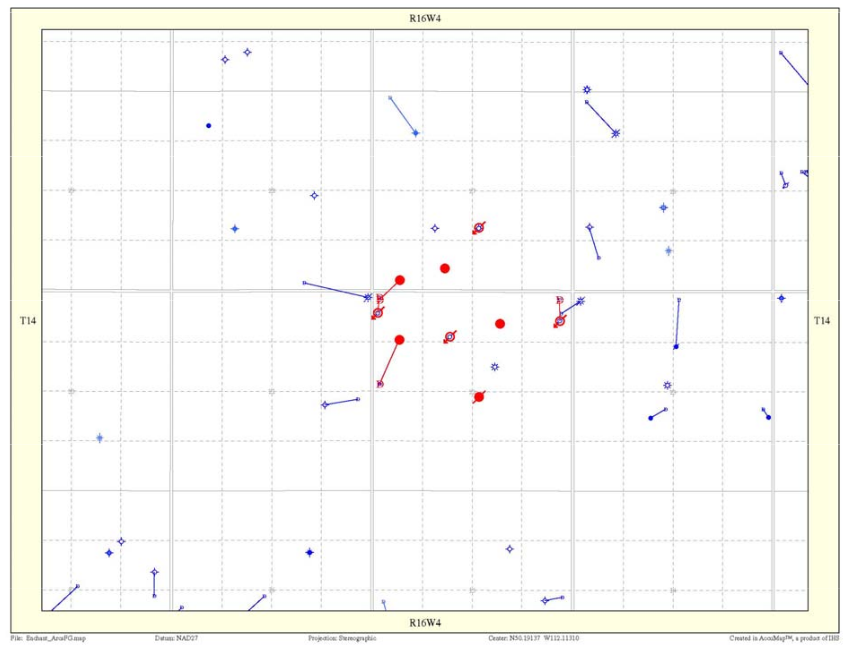 R16W4
T14
T14
R16W4
File: Enchant_ArcsPG.map
Datum: NAD27
Projection: Stereographic
Center: N50.19137 W112.11310
Created in AccuMap™, a product of IHS